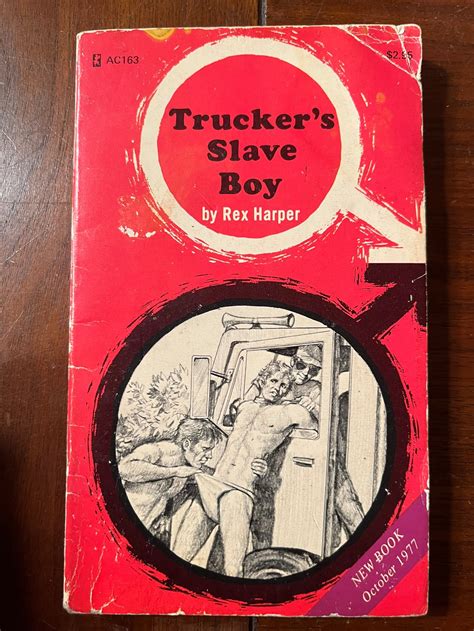 AC163
$2.95
Trucker's
Slave
Boy
by Rex Harper
NEW BOOK
October 1977